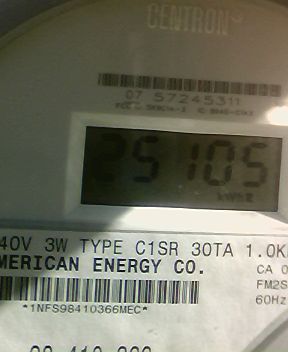 CENTRON
07 57245311
25105
kWhE
40V 3W TYPE C1SR 30TA 1.0K
MERICAN ENERGY CO.
CA 0
FM2S
60Hz
*1NFS98410366MEC*